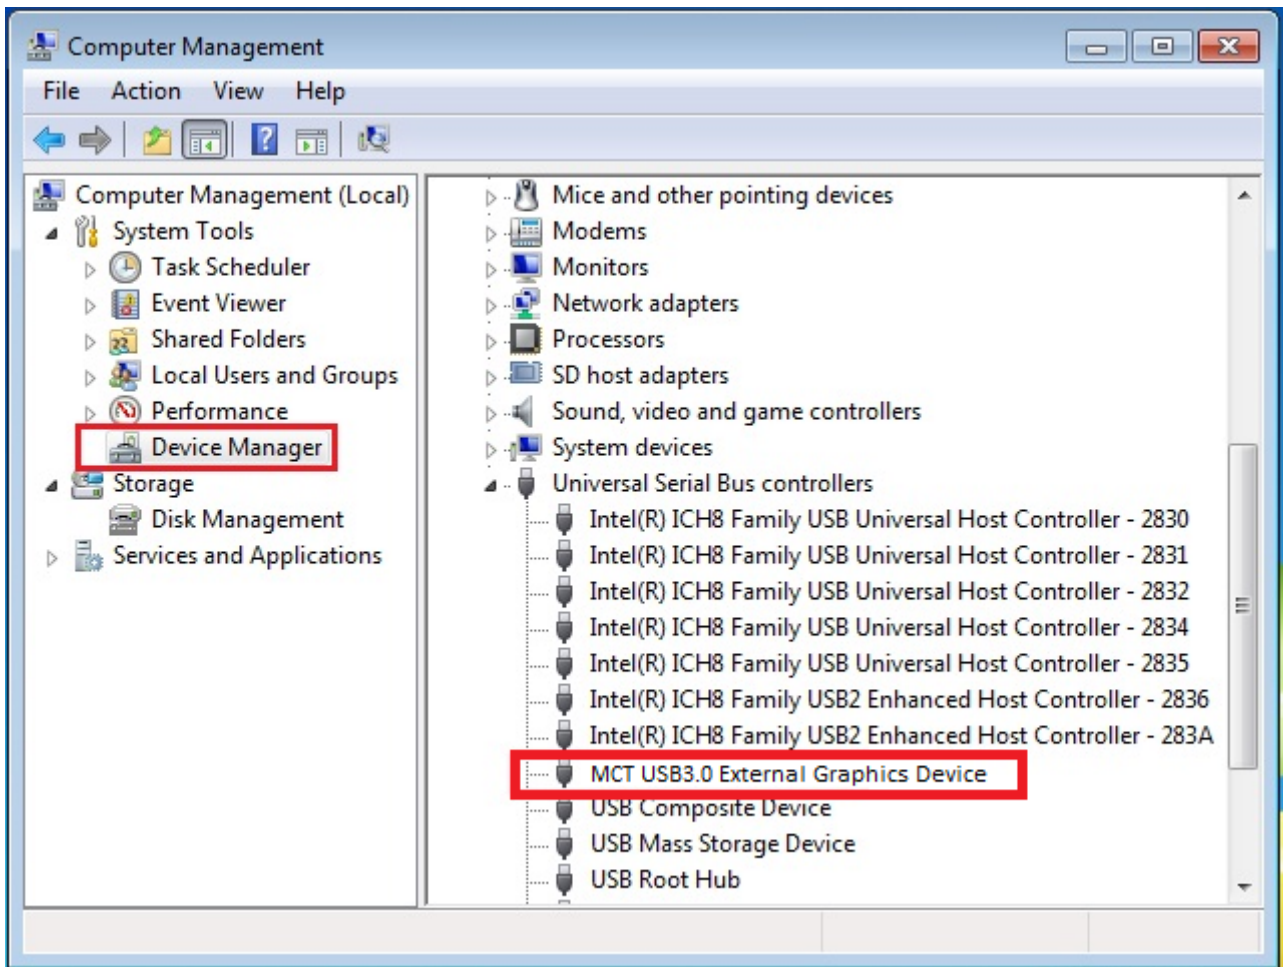 Computer Management
File Action View Help
Computer Management (Local)
System Tools
Task Scheduler
Event Viewer
Shared Folders
Local Users and Groups
Performance
Device Manager
Storage
Disk Management
Services and Applications
Mice and other pointing devices
Modems
Monitors
Network adapters
Processors
SD host adapters
Sound, video and game controllers
System devices
Universal Serial Bus controllers
Intel(R) ICH8 Family USB Universal Host Controller - 2830
Intel(R) ICH8 Family USB Universal Host Controller - 2831
Intel(R) ICH8 Family USB Universal Host Controller - 2832
Intel(R) ICH8 Family USB Universal Host Controller - 2834
Intel(R) ICH8 Family USB Universal Host Controller - 2835
Intel(R) ICH8 Family USB2 Enhanced Host Controller - 2836
Intel(R) ICH8 Family USB2 Enhanced Host Controller - 283A
MCT USB3.0 External Graphics Device
USB Composite Device
USB Mass Storage Device
USB Root Hub